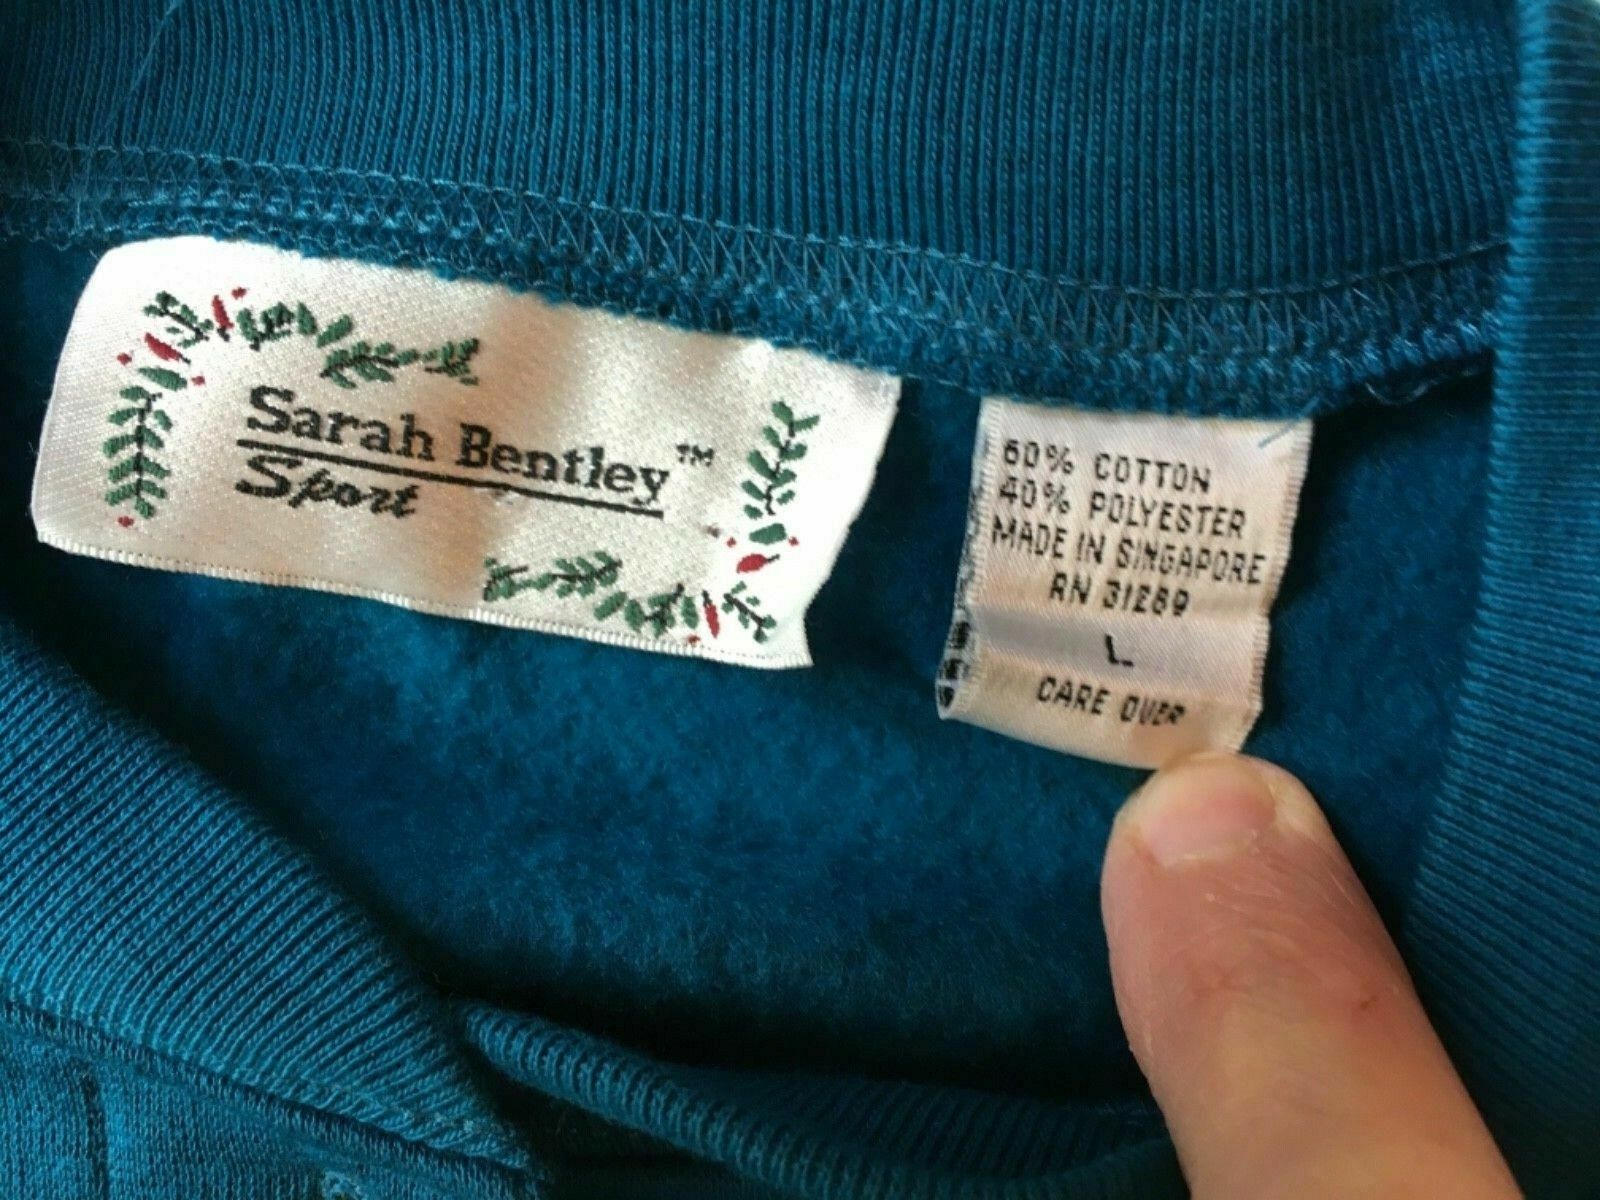 Sarah Bentley™
Sport
60% COTTON
40% POLYESTER
MADE IN SINGAPORE
RN 31289
L
CARE OVER